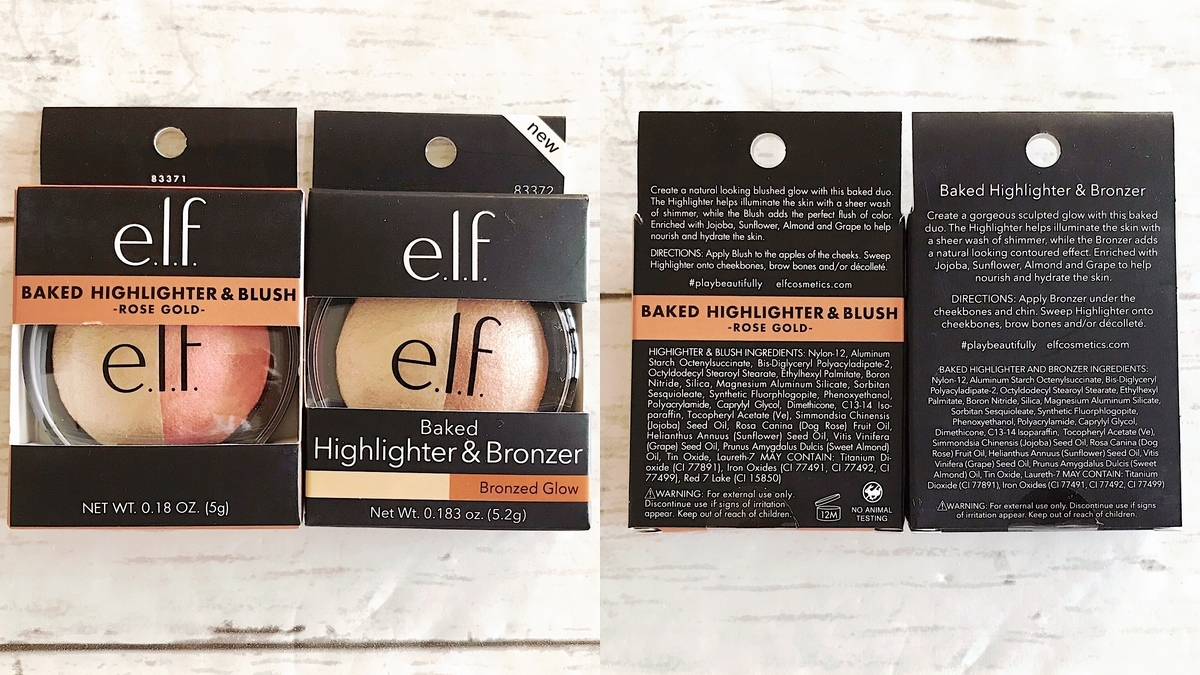 83371
e.l.f.
BAKED HIGHLIGHTER & BLUSH
-ROSE GOLD-
e.l.f.
NET WT. 0.18 OZ. (5g)
new
83372
e.l.f.
e.l.f
Baked
Highlighter & Bronzer
Bronzed Glow
Net Wt. 0.183 oz. (5.2g)
Create a natural looking blushed glow with this baked duo.
The Highlighter helps illuminate the skin with a sheer wash
of shimmer, while the Blush adds the perfect flush of color.
Enriched with Jojoba, Sunflower, Almond and Grape to help
nourish and hydrate the skin.
DIRECTIONS: Apply Blush to the apples of the cheeks. Sweep
Highlighter onto cheekbones, brow bones and/or décolleté.
#playbeautifully elfcosmetics.com
BAKED HIGHLIGHTER & BLUSH
-ROSE GOLD-
HIGHLIGHTER & BLUSH INGREDIENTS: Nylon-12, Aluminum
Starch Octenylsuccinate, Bis-Diglyceryl Polyacyladipate-2,
Octyldodecyl Stearoyl Stearate, Ethylhexyl Palmitate, Boron
Nitride, Silica, Magnesium Aluminum Silicate, Sorbitan
Sesquioleate, Synthetic Fluorphlogopite, Phenoxyethanol,
Polyacrylamide, Caprylyl Glycol, Dimethicone, C13-14 Iso-
paraffin, Tocopheryl Acetate (Ve), Simmondsia Chinensis
(Jojoba) Seed Oil, Rosa Canina (Dog Rose) Fruit Oil,
Helianthus Annuus (Sunflower) Seed Oil, Vitis Vinifera
(Grape) Seed Oil, Prunus Amygdalus Dulcis (Sweet Almond)
Oil, Tin Oxide, Laureth-7 MAY CONTAIN: Titanium Di-
oxide (CI 77891), Iron Oxides (CI 77491, CI 77492, CI
77499), Red 7 Lake (CI 15850)
WARNING: For external use only.
Discontinue use if signs of irritation
appear. Keep out of reach of children.
12M
NO ANIMAL
TESTING
Baked Highlighter & Bronzer
Create a gorgeous sculpted glow with this baked
duo. The Highlighter helps illuminate the skin with
a sheer wash of shimmer, while the Bronzer adds
a natural looking contoured effect. Enriched with
Jojoba, Sunflower, Almond and Grape to help
nourish and hydrate the skin.
DIRECTIONS: Apply Bronzer under the
cheekbones and chin. Sweep Highlighter onto
cheekbones, brow bones and/or décolleté.
#playbeautifully elfcosmetics.com
BAKED HIGHLIGHTER AND BRONZER INGREDIENTS:
Nylon-12, Aluminum Starch Octenylsuccinate, Bis-Diglyceryl
Polyacyladipate-2, Octyldodecyl Stearoyl Stearate, Ethylhexyl
Palmitate, Boron Nitride, Silica, Magnesium Aluminum Silicate,
Sorbitan Sesquioleate, Synthetic Fluorphlogopite,
Phenoxyethanol, Polyacrylamide, Caprylyl Glycol,
Dimethicone, C13-14 Isoparaffin, Tocopheryl Acetate (Ve),
Simmondsia Chinensis (Jojoba) Seed Oil, Rosa Canina (Dog
Rose) Fruit Oil, Helianthus Annuus (Sunflower) Seed Oil, Vitis
Vinifera (Grape) Seed Oil, Prunus Amygdalus Dulcis (Sweet
Almond) Oil, Tin Oxide, Laureth-7 MAY CONTAIN: Titanium
Dioxide (CI 77891), Iron Oxides (CI 77491, CI 77492, CI 77499)
WARNING: For external use only. Discontinue use if signs
of irritation appear. Keep out of reach of children.